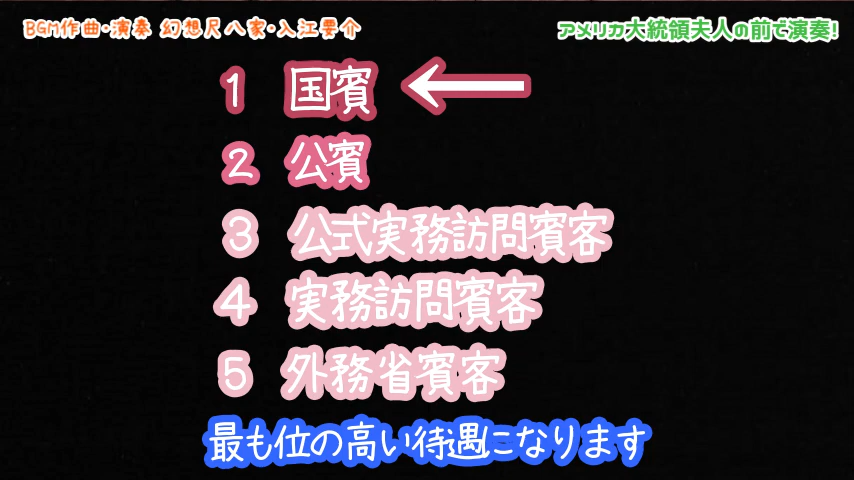 BGM作曲・演奏 幻想尺八家・入江要介
アメリカ大統領夫人の前で演奏!
1 国賓 ←
2 公賓
3 公式実務訪問賓客
4 実務訪問賓客
5 外務省賓客
最も位の高い待遇になります